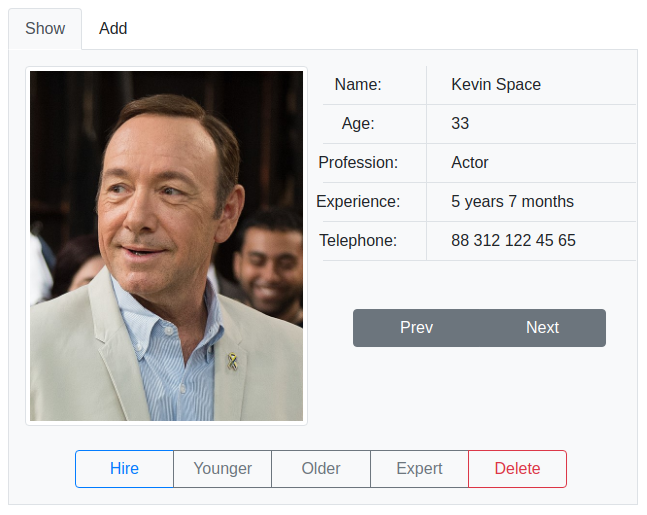 Show Add
Name: Kevin Space
Age: 33
Profession: Actor
Experience: 5 years 7 months
Telephone: 88 312 122 45 65
Prev Next
Hire Younger Older Expert Delete